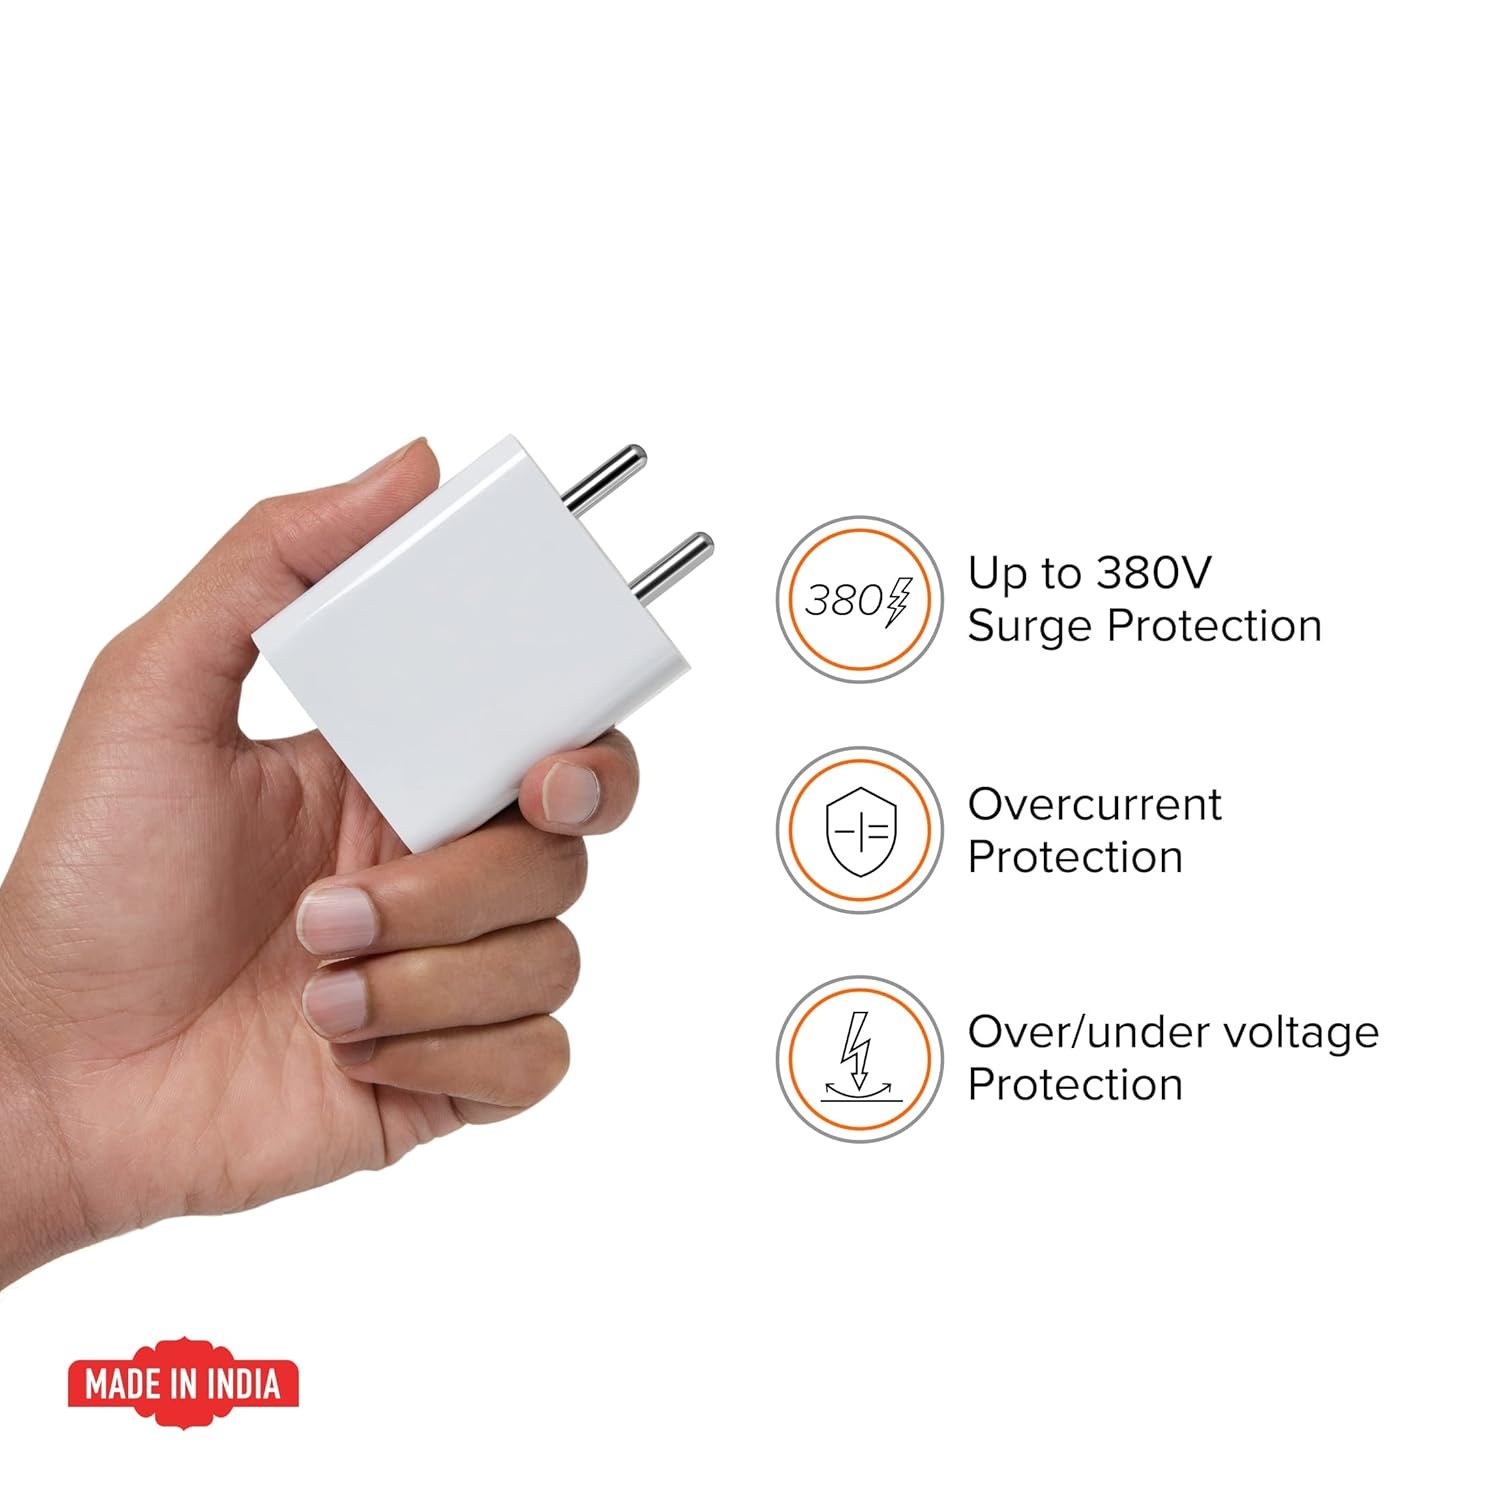 380
Up to 380V
Surge Protection
Overcurrent
Protection
Over/under voltage
Protection
MADE IN INDIA